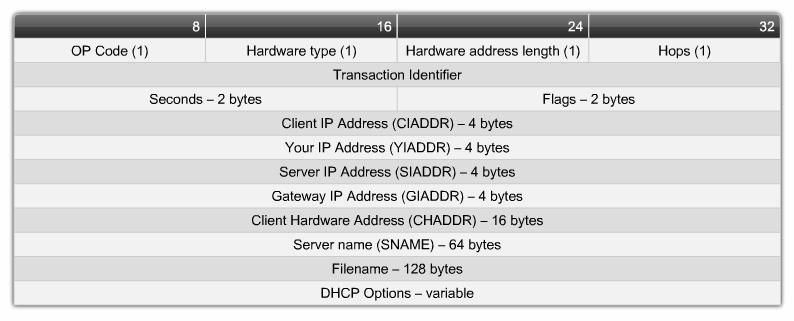 8 16 24 32
OP Code (1) Hardware type (1) Hardware address length (1) Hops (1)
Transaction Identifier
Seconds – 2 bytes Flags – 2 bytes
Client IP Address (CIADDR) – 4 bytes
Your IP Address (YIADDR) – 4 bytes
Server IP Address (SIADDR) – 4 bytes
Gateway IP Address (GIADDR) – 4 bytes
Client Hardware Address (CHADDR) – 16 bytes
Server name (SNAME) – 64 bytes
Filename – 128 bytes
DHCP Options – variable